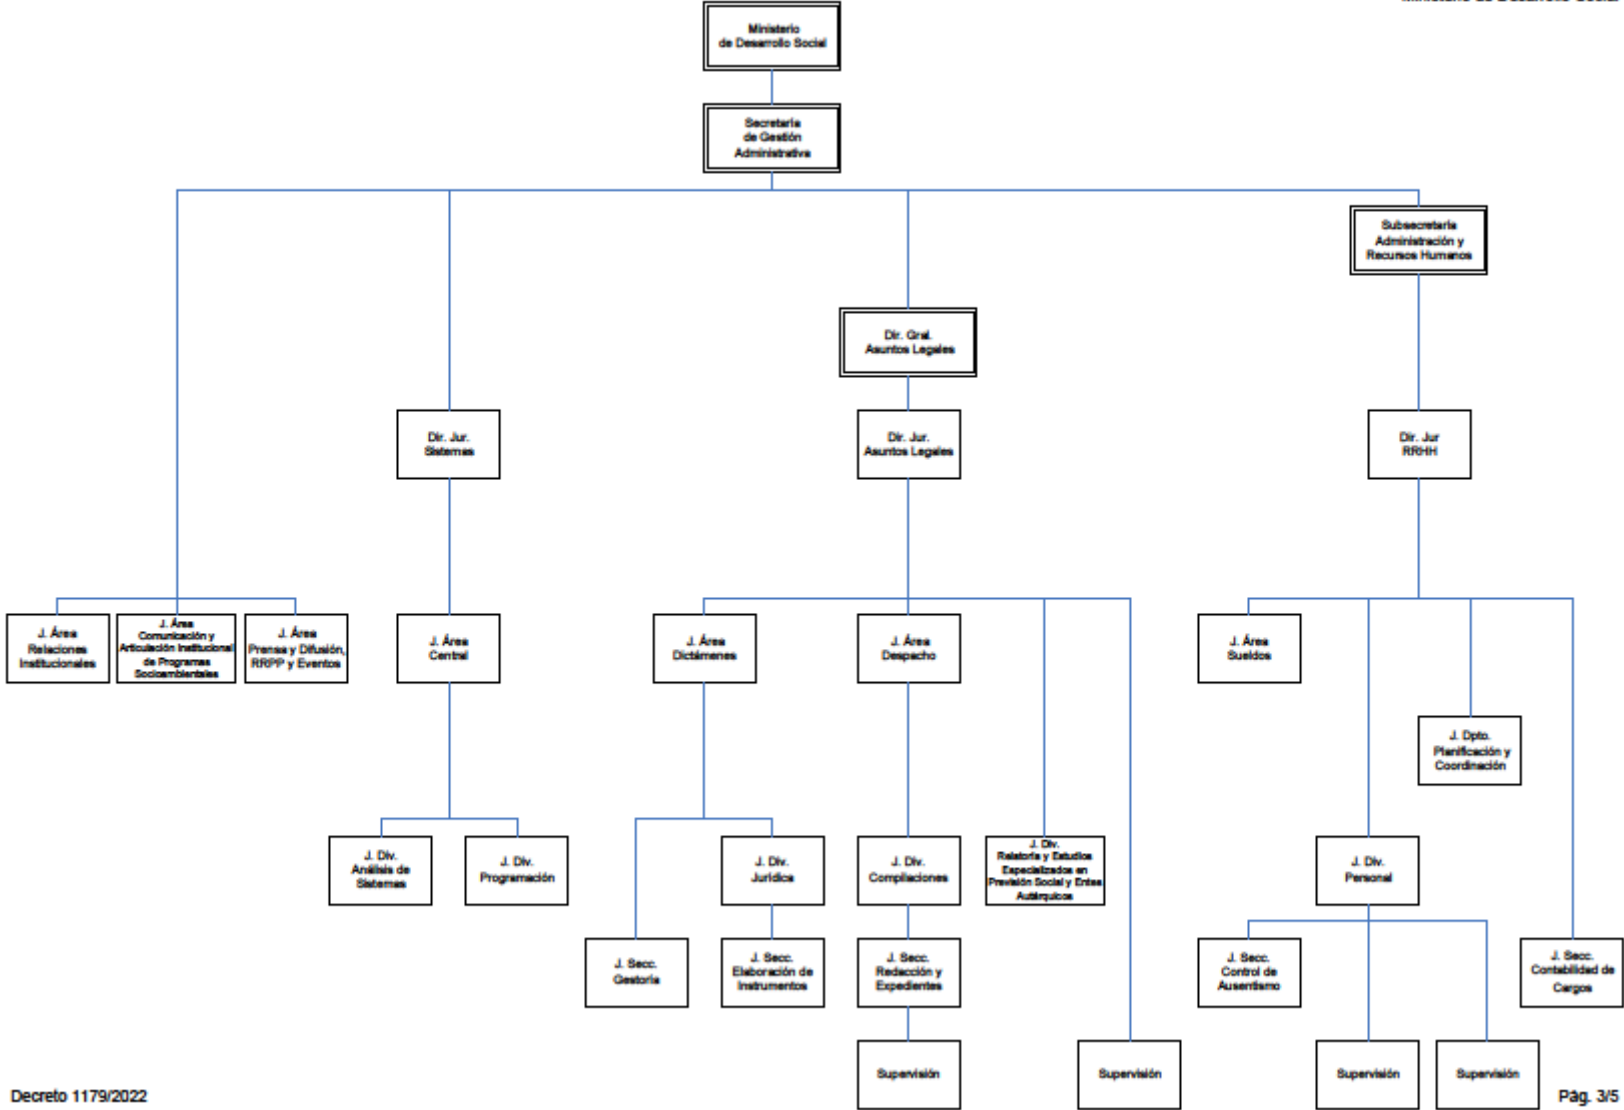 Ministerio de Desarrollo Social
Ministerio
de Desarrollo Social
Secretaría
de Gestión
Administrativa
Subsecretaría
Administración y
Recursos Humanos
Dir. Gral.
Asuntos Legales
Dir. Jur.
Sistemas
Dir. Jur.
Asuntos Legales
Dir. Jur
RRHH
J. Área
Relaciones
Institucionales
J. Área
Comunicación y
Articulación Institucional
de Programas
Socioambientales
J. Área
Prensa y Difusión,
RRPP y Eventos
J. Área
Central
J. Área
Dictámenes
J. Área
Despacho
J. Área
Sueldos
J. Dpto.
Planificación y
Coordinación
J. Div.
Análisis de
Sistemas
J. Div.
Programación
J. Div.
Jurídica
J. Div.
Compilaciones
J. Div.
Relatoría y Estudios
Especializados en
Previsión Social y Entes
Autárquicos
J. Div.
Personal
J. Secc.
Gestoría
J. Secc.
Elaboración de
Instrumentos
J. Secc.
Redacción y
Expedientes
J. Secc.
Control de
Ausentismo
J. Secc.
Contabilidad de
Cargos
Supervisión
Supervisión
Supervisión
Supervisión
Decreto 1179/2022
Pág. 3/5